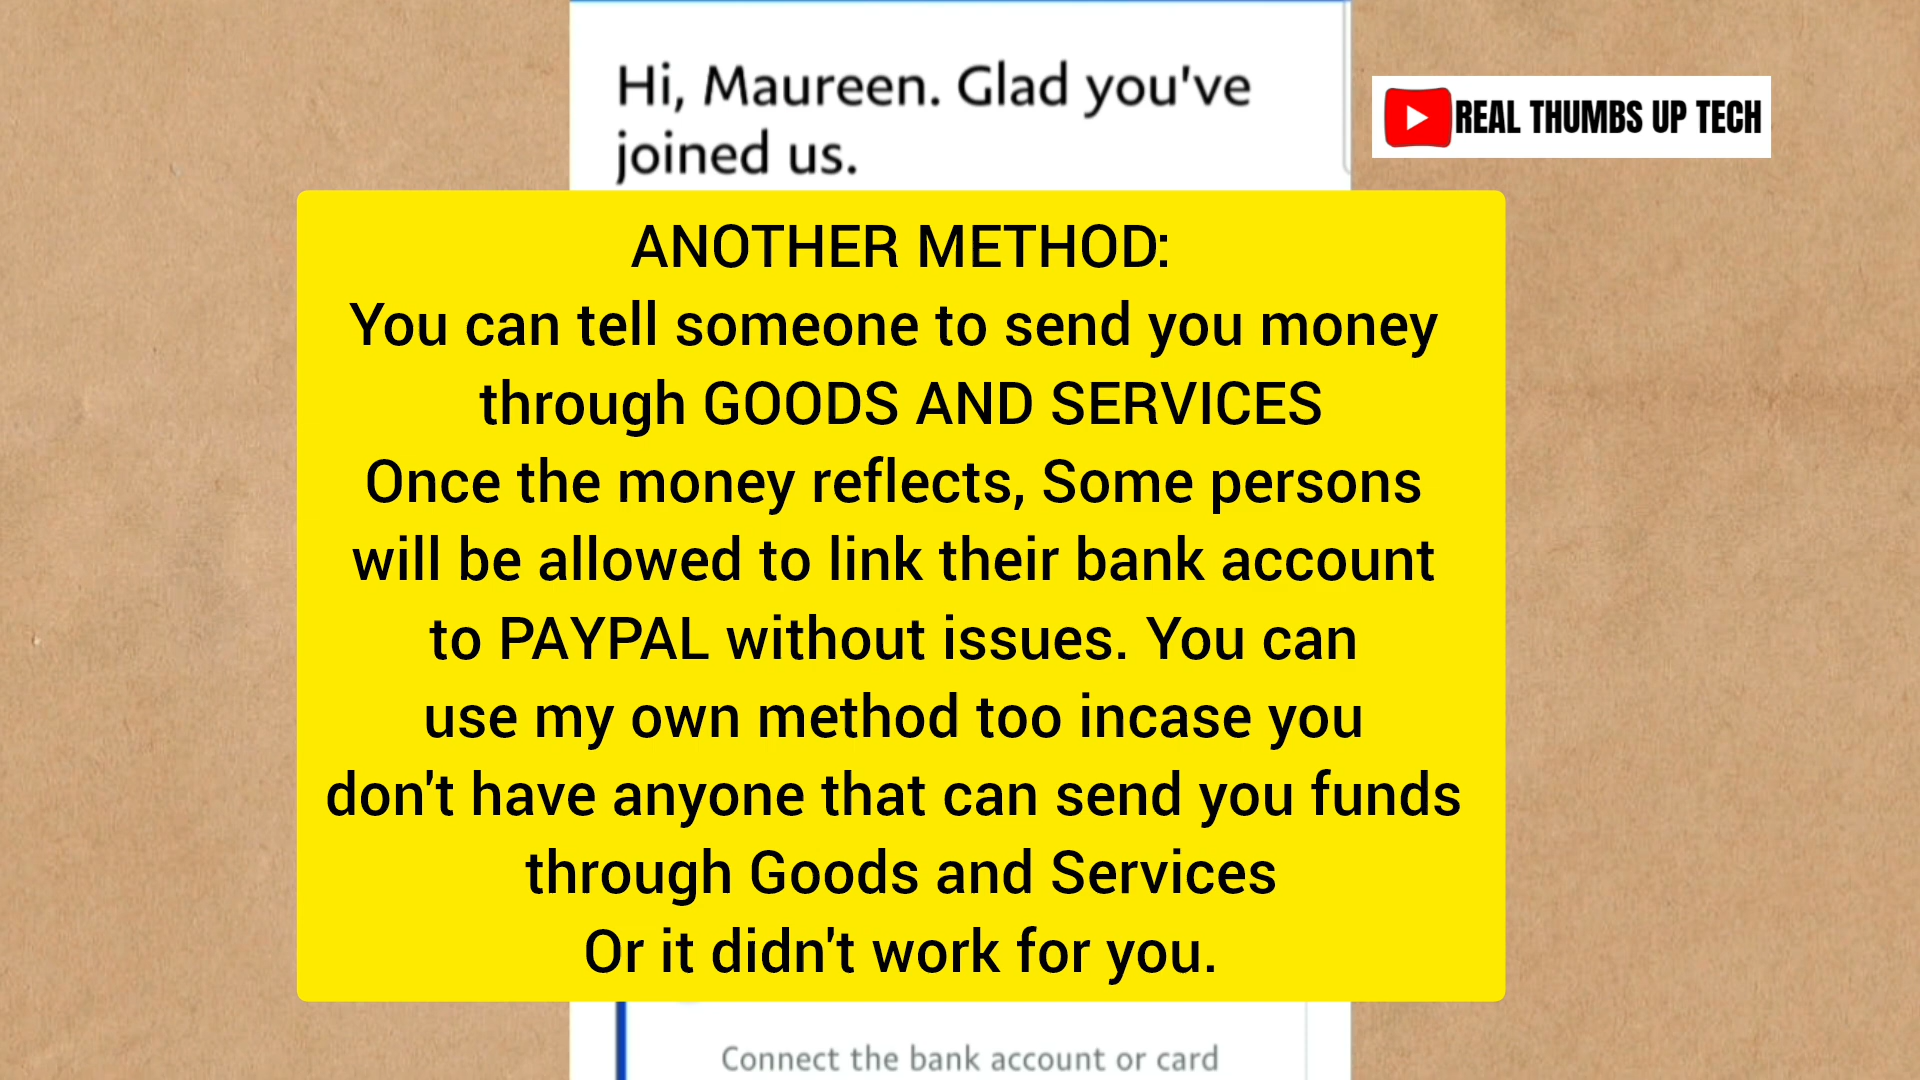 Hi, Maureen. Glad you've
joined us.
REAL THUMBS UP TECH
ANOTHER METHOD:
You can tell someone to send you money
through GOODS AND SERVICES
Once the money reflects, Some persons
will be allowed to link their bank account
to PAYPAL without issues. You can
use my own method too incase you
don't have anyone that can send you funds
through Goods and Services
Or it didn't work for you.
Connect the bank account or card